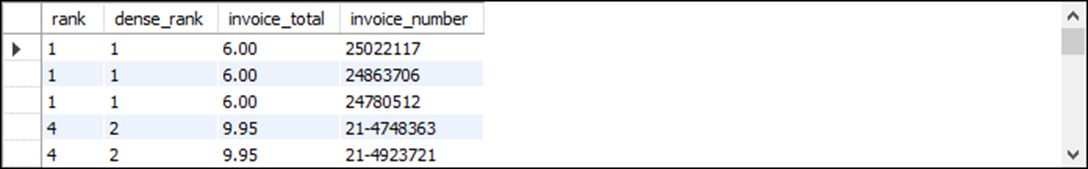 rank dense_rank invoice_total invoice_number
1 1 6.00 25022117
1 1 6.00 24863706
1 1 6.00 24780512
4 2 9.95 21-4748363
4 2 9.95 21-4923721